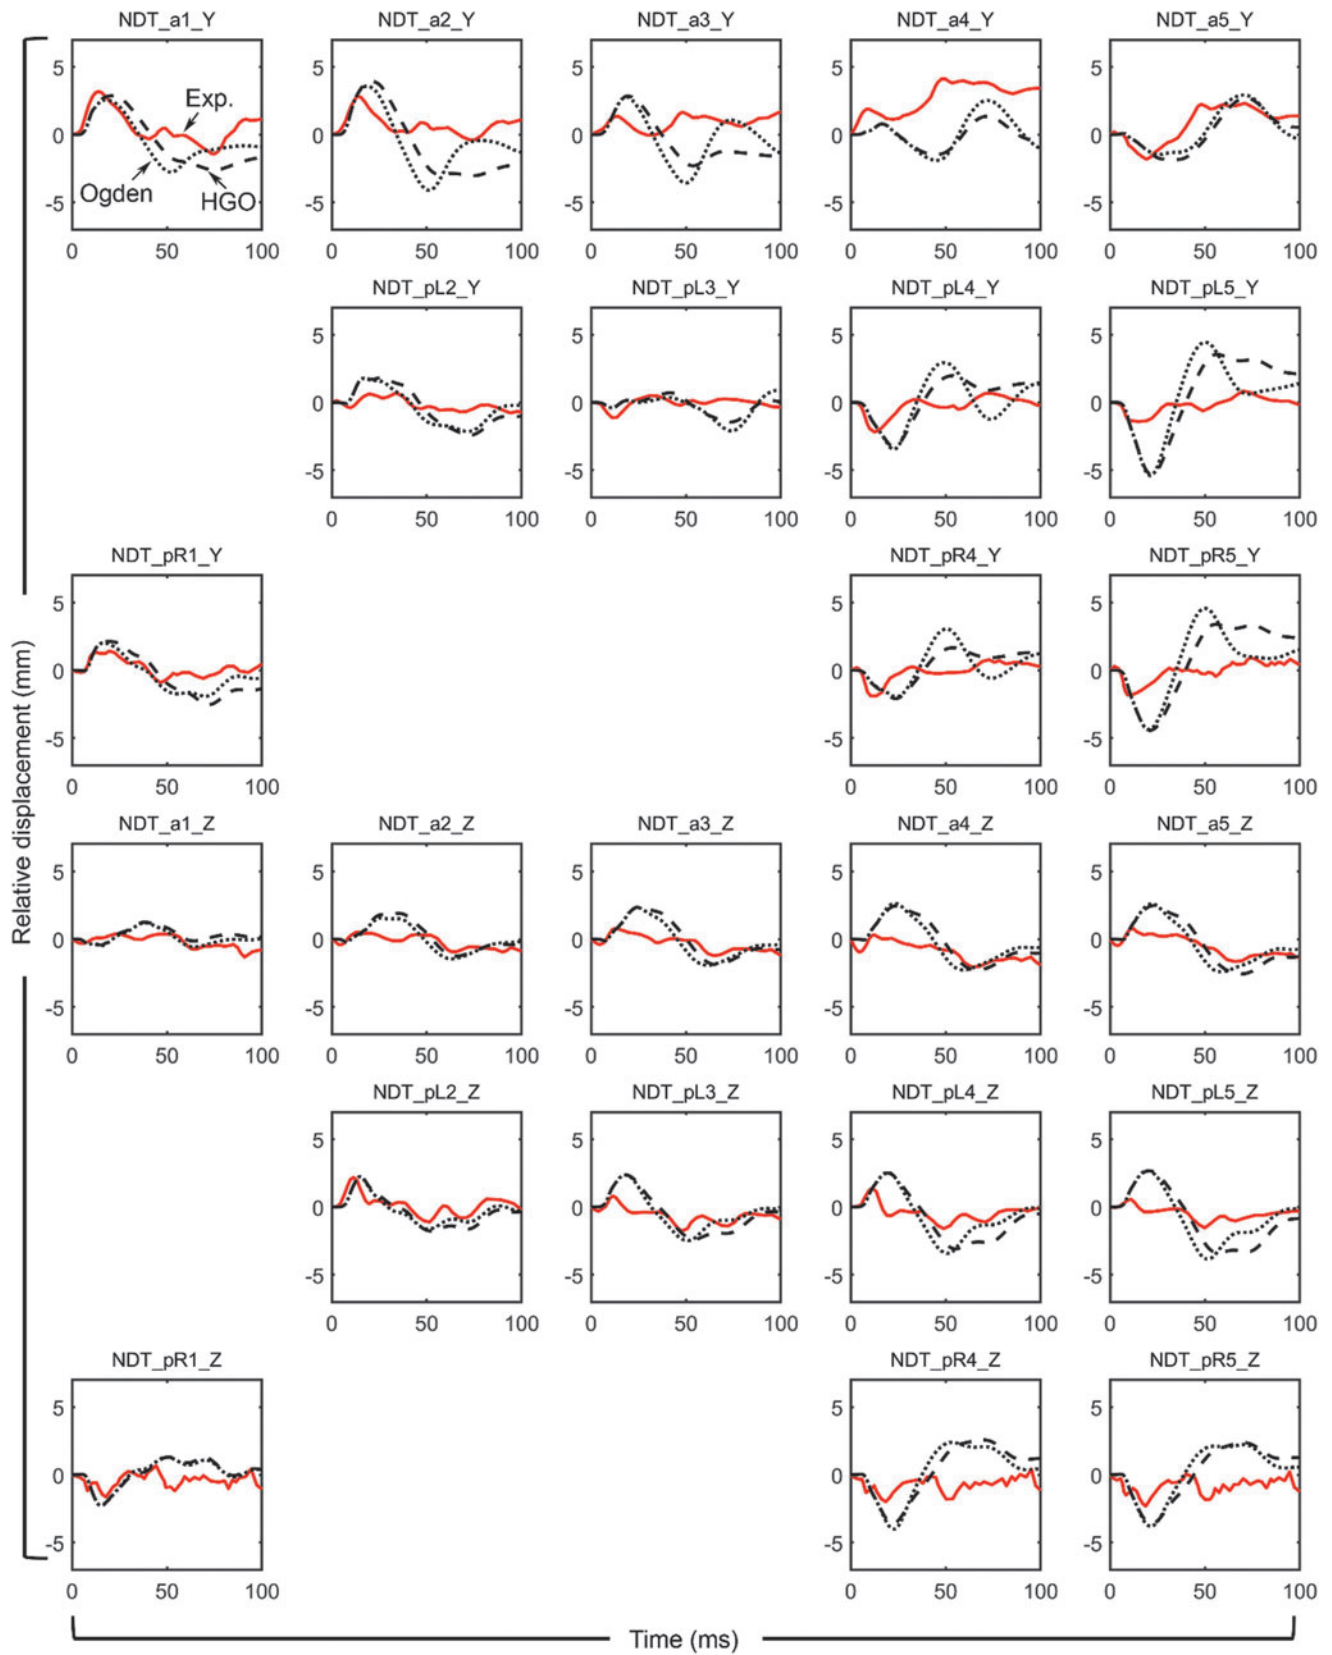 NDT_a1_Y NDT_a2_Y NDT_a3_Y NDT_a4_Y NDT_a5_Y
5 5 5 5 5
Exp.
0 0 0 0 0
Ogden HGO
-5 -5 -5 -5 -5
0 50 100 0 50 100 0 50 100 0 50 100 0 50 100
NDT_pL2_Y NDT_pL3_Y NDT_pL4_Y NDT_pL5_Y
5 5 5 5
0 0 0 0
-5 -5 -5 -5
0 50 100 0 50 100 0 50 100 0 50 100
NDT_pR1_Y NDT_pR4_Y NDT_pR5_Y
5 5 5
0 0 0
-5 -5 -5
0 50 100 0 50 100 0 50 100
Relative displacement (mm)
NDT_a1_Z NDT_a2_Z NDT_a3_Z NDT_a4_Z NDT_a5_Z
5 5 5 5 5
0 0 0 0 0
-5 -5 -5 -5 -5
0 50 100 0 50 100 0 50 100 0 50 100 0 50 100
NDT_pL2_Z NDT_pL3_Z NDT_pL4_Z NDT_pL5_Z
5 5 5 5
0 0 0 0
-5 -5 -5 -5
0 50 100 0 50 100 0 50 100 0 50 100
NDT_pR1_Z NDT_pR4_Z NDT_pR5_Z
5 5 5
0 0 0
-5 -5 -5
0 50 100 0 50 100 0 50 100
Time (ms)